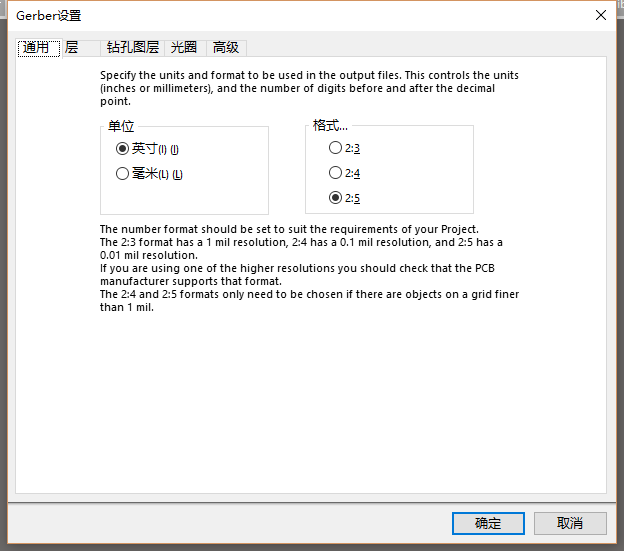 Gerber设置
通用 层 钻孔图层 光圈 高级
Specify the units and format to be used in the output files. This controls the units
(inches or millimeters), and the number of digits before and after the decimal
point.
单位
英寸(I) (I)
毫米(L) (L)
格式...
2:3
2:4
2:5
The number format should be set to suit the requirements of your Project.
The 2:3 format has a 1 mil resolution, 2:4 has a 0.1 mil resolution, and 2:5 has a
0.01 mil resolution.
If you are using one of the higher resolutions you should check that the PCB
manufacturer supports that format.
The 2:4 and 2:5 formats only need to be chosen if there are objects on a grid finer
than 1 mil.
确定 取消